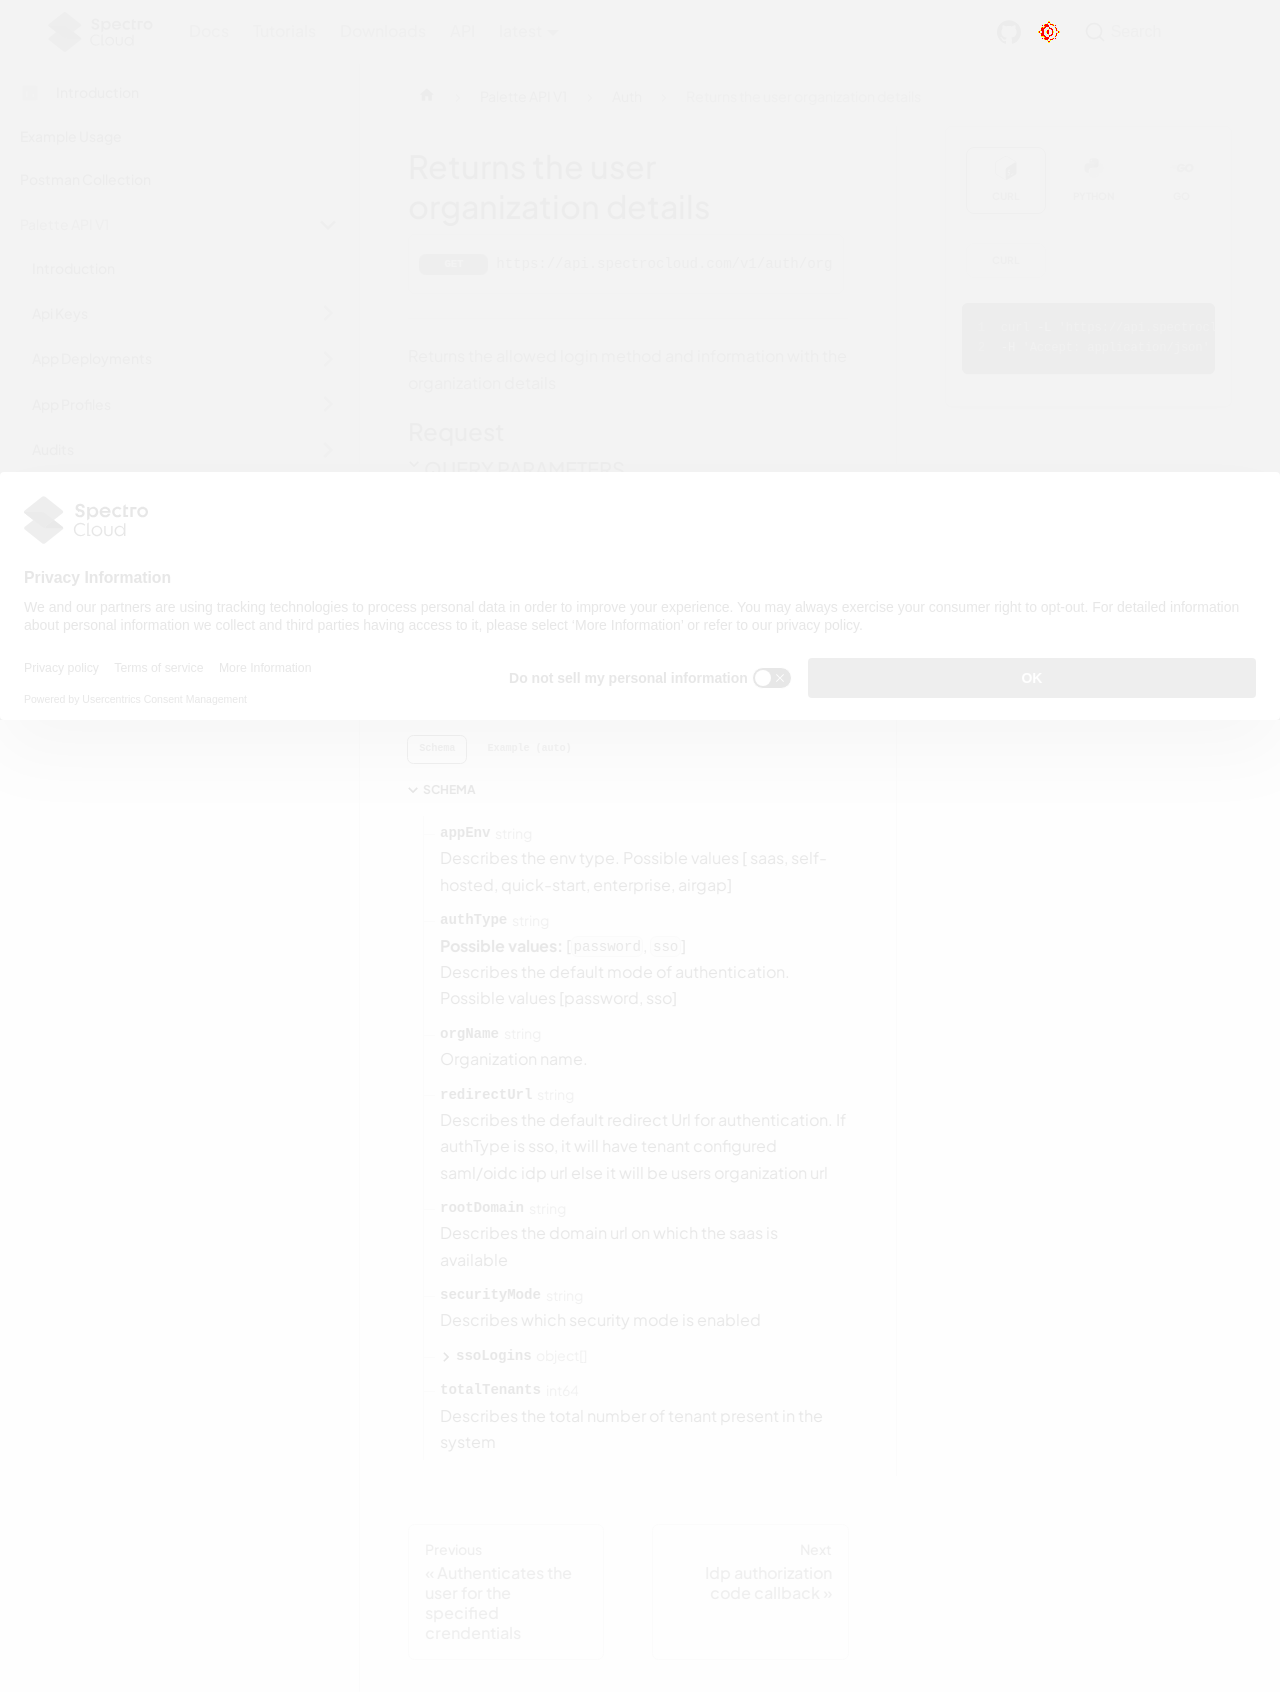 Spectro Cloud
Docs Tutorials Downloads API latest
Search
Introduction
Palette API V1
Auth
Returns the user organization details
Example Usage
Postman Collection
Palette API V1
Introduction
Api Keys
App Deployments
App Profiles
Audits
Returns the user
organization details
GET https://api.spectrocloud.com/v1/auth/org
CURL PYTHON GO
CURL
Returns the allowed login method and information with the
organization details
Request
QUERY PARAMETERS
Spectro
Cloud
Privacy Information
We and our partners are using tracking technologies to process personal data in order to improve your experience. You may always exercise your consumer right to opt-out. For detailed information
about personal information we collect and third parties having access to it, please select 'More Information' or refer to our privacy policy.
Privacy policy Terms of service More Information
Do not sell my personal information
OK
Powered by Usercentrics Consent Management
Schema Example (auto)
SCHEMA
appEnv string
Describes the env type. Possible values [ saas, self-
hosted, quick-start, enterprise, airgap]
authType string
Possible values: [password, sso]
Describes the default mode of authentication.
Possible values [password, sso]
orgName string
Organization name.
redirectUrl string
Describes the default redirect Url for authentication. If
authType is sso, it will have tenant configured
saml/oidc idp url else it will be users organization url
rootDomain string
Describes the domain url on which the saas is
available
securityMode string
Describes which security mode is enabled
ssoLogins object[]
totalTenants int64
Describes the total number of tenant present in the
system
Previous
« Authenticates the
user for the
specified
crendentials
Next
Idp authorization
code callback »